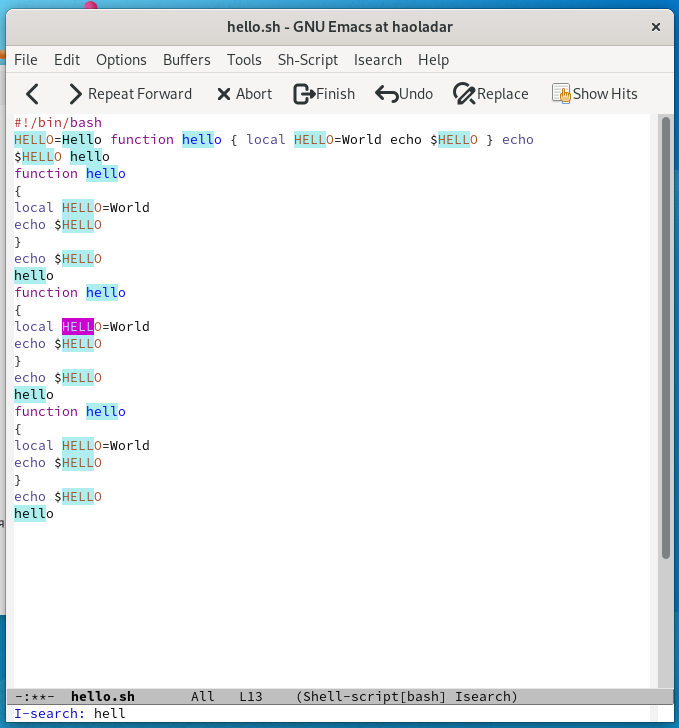 hello.sh - GNU Emacs at haoladar
File Edit Options Buffers Tools Sh-Script Isearch Help
Repeat Forward Abort Finish Undo Replace Show Hits
#!/bin/bash
HELLO=Hello function hello { local HELLO=World echo $HELLO } echo
$HELLO hello
function hello
{
local HELLO=World
echo $HELLO
}
echo $HELLO
hello
function hello
{
local HELLO=World
echo $HELLO
}
echo $HELLO
hello
function hello
{
local HELLO=World
echo $HELLO
}
echo $HELLO
hello
-:**- hello.sh All L13 (Shell-script[bash] Isearch)
I-search: hell